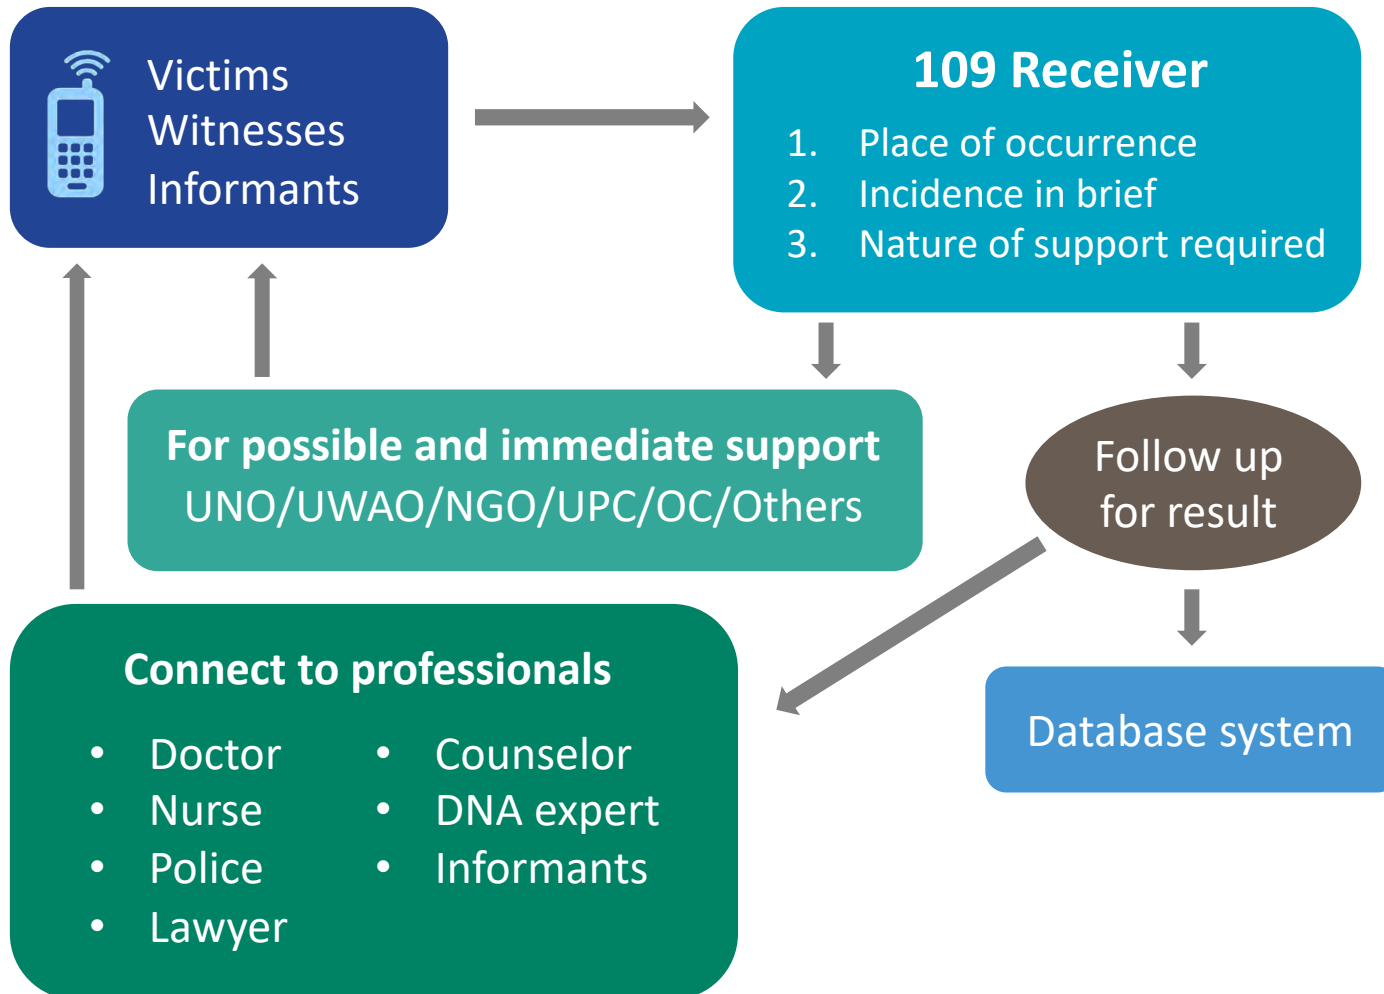 Victims
Witnesses
Informants
109 Receiver
1. Place of occurrence
2. Incidence in brief
3. Nature of support required
For possible and immediate support
UNO/UWAO/NGO/UPC/OC/Others
Follow up
for result
Connect to professionals
• Doctor
• Nurse
• Police
• Lawyer
• Counselor
• DNA expert
• Informants
Database system